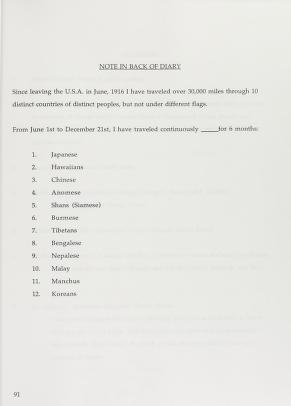 NOTE IN BACK OF DIARY
Since leaving the U.S.A. in June, 1916 I have traveled over 30,000 miles through 10
distinct countries of distinct peoples, but not under different flags.
From June 1st to December 21st, I have traveled continuously _____for 6 months:
1. Japanese
2. Hawaiians
3. Chinese
4. Anomese
5. Shans (Siamese)
6. Burmese
7. Tibetans
8. Bengalese
9. Nepalese
10. Malay
11. Manchus
12. Koreans
91